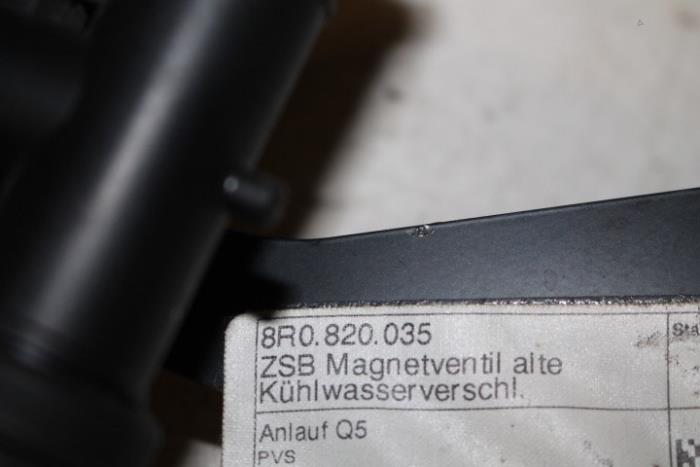 8R0.820.035
ZSB Magnetventil alte
Kühlwasserverschl.
Anlauf Q5
PVS